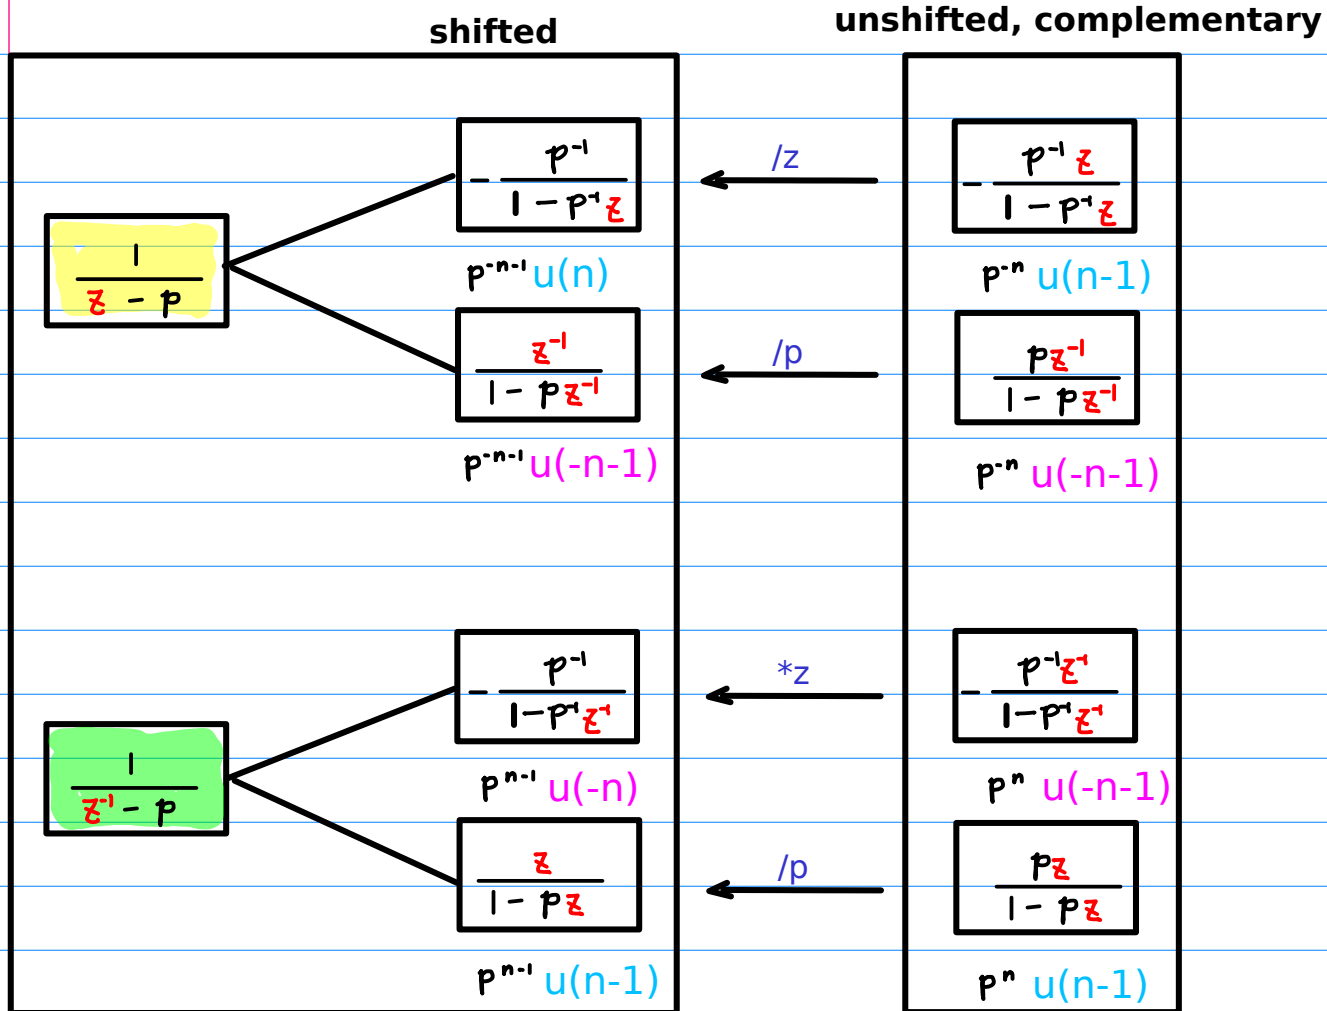 shifted
unshifted, complementary
- p⁻¹ / (1 - p⁻¹z)
/z
- p⁻¹z / (1 - p⁻¹z)
1 / (z - p)
p⁻ⁿ⁻¹ u(n)
p⁻ⁿ u(n-1)
z⁻¹ / (1 - pz⁻¹)
/p
pz⁻¹ / (1 - pz⁻¹)
p⁻ⁿ⁻¹ u(-n-1)
p⁻ⁿ u(-n-1)
- p⁻¹ / (1 - p⁻¹z⁻¹)
*z
- p⁻¹z⁻¹ / (1 - p⁻¹z⁻¹)
1 / (z⁻¹ - p)
pⁿ⁻¹ u(-n)
pⁿ u(-n-1)
z / (1 - pz)
/p
pz / (1 - pz)
pⁿ⁻¹ u(n-1)
pⁿ u(n-1)